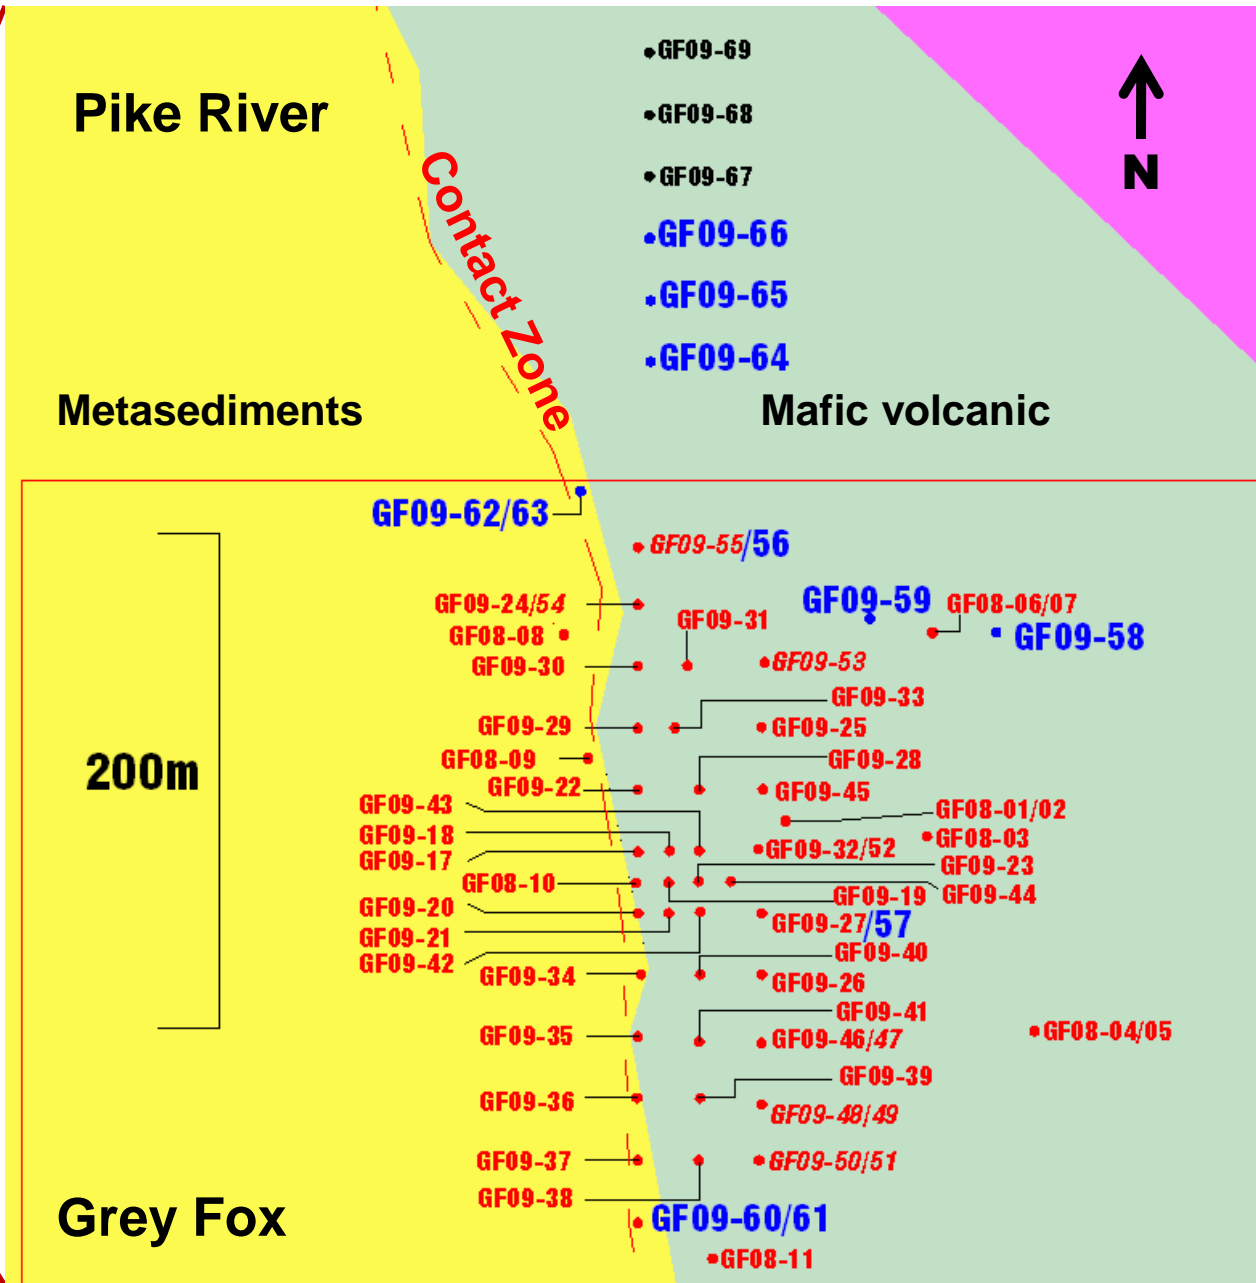 GF09-69
Pike River
GF09-68
N
GF09-67
Contact Zone
GF09-66
GF09-65
GF09-64
Metasediments
Mafic volcanic
GF09-62/63
GF09-55/56
GF09-59
GF08-06/07
GF09-24/54
GF09-31
GF08-08
GF09-58
GF09-30
GF09-53
GF09-33
GF09-29
GF09-25
GF08-09
GF09-28
200m
GF09-22
GF09-45
GF09-43
GF08-01/02
GF09-18
GF08-03
GF09-17
GF09-32/52
GF09-23
GF08-10
GF09-19
GF09-44
GF09-20
GF09-27/57
GF09-21
GF09-40
GF09-42
GF09-34
GF09-26
GF09-41
GF09-35
GF09-46/47
GF08-04/05
GF09-39
GF09-36
GF09-48/49
GF09-37
GF09-50/51
GF09-38
Grey Fox
GF09-60/61
GF08-11